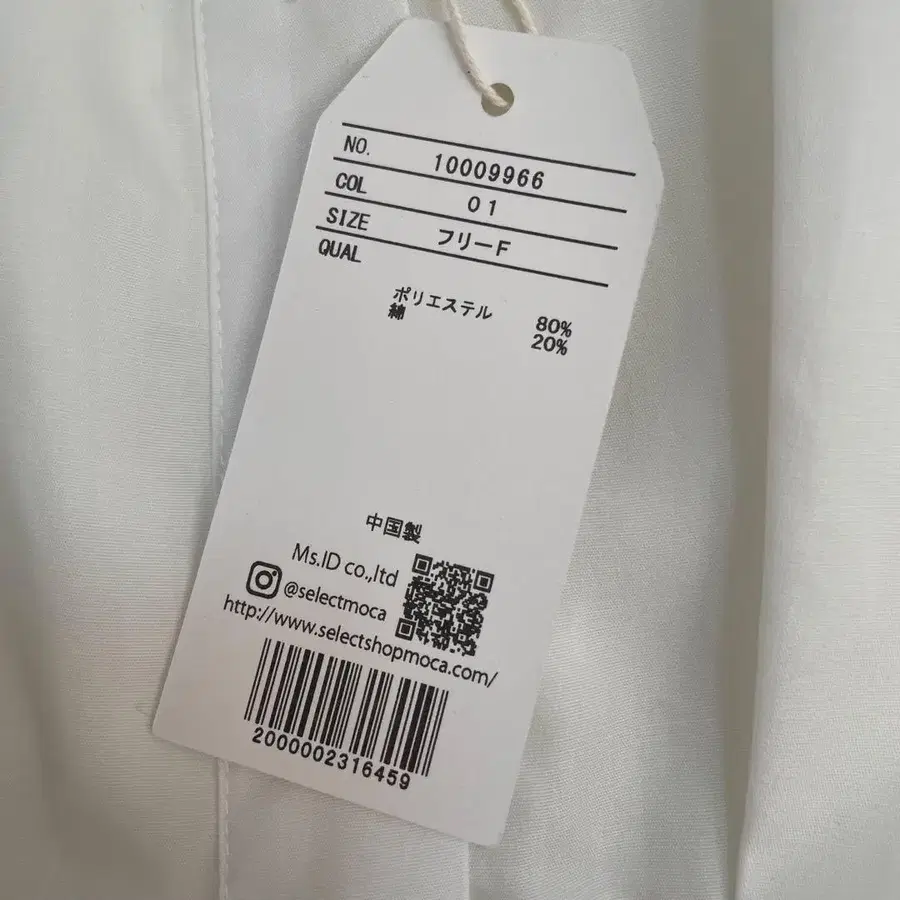 NO. 10009966
COL 01
SIZE フリーF
QUAL
ポリエステル 80%
綿 20%
中国製
Ms.ID co.,ltd
@selectmoca
http://www.selectshopmoca.com/
2000002316459